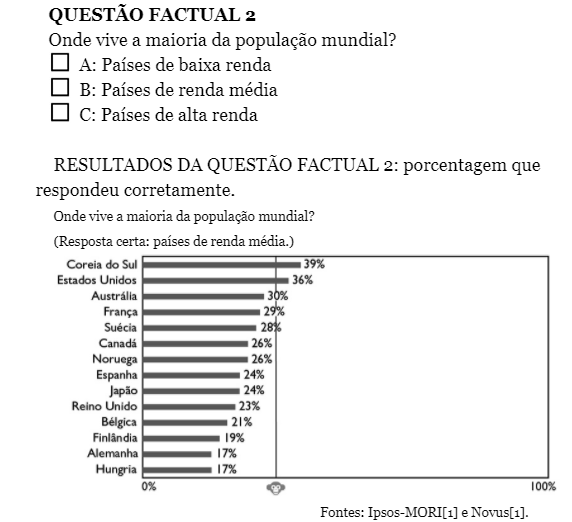 QUESTÃO FACTUAL 2
Onde vive a maioria da população mundial?
A: Países de baixa renda
B: Países de renda média
C: Países de alta renda
RESULTADOS DA QUESTÃO FACTUAL 2: porcentagem que
respondeu corretamente.
Onde vive a maioria da população mundial?
(Resposta certa: países de renda média.)
Coreia do Sul 39%
Estados Unidos 36%
Austrália 30%
França 29%
Suécia 28%
Canadá 26%
Noruega 26%
Espanha 24%
Japão 24%
Reino Unido 23%
Bélgica 21%
Finlândia 19%
Alemanha 17%
Hungria 17%
0% 100%
Fontes: Ipsos-MORI[1] e Novus[1].